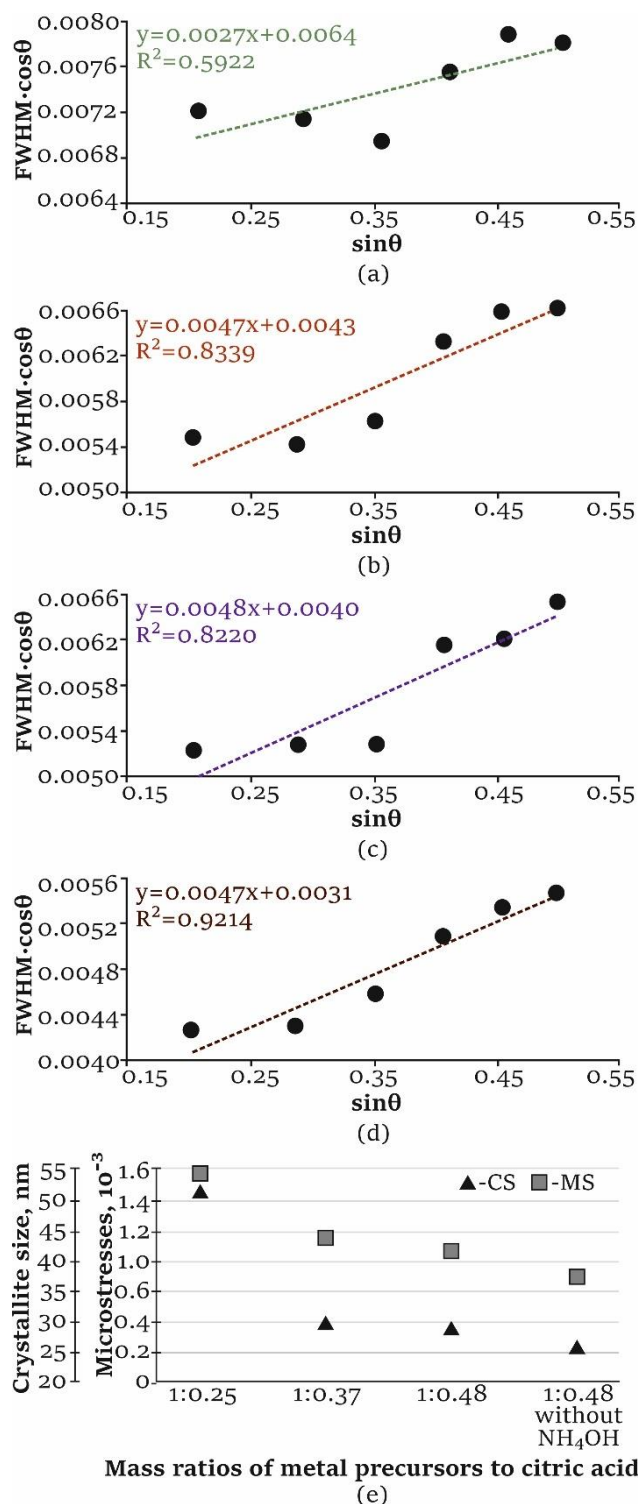 FWHM·cosθ
0.0080
0.0076
0.0072
0.0068
0.0064
y=0.0027x+0.0064
R²=0.5922
0.15 0.25 0.35 0.45 0.55
sinθ
(a)
FWHM·cosθ
0.0066
0.0062
0.0058
0.0054
0.0050
y=0.0047x+0.0043
R²=0.8339
0.15 0.25 0.35 0.45 0.55
sinθ
(b)
FWHM·cosθ
0.0066
0.0062
0.0058
0.0054
0.0050
y=0.0048x+0.0040
R²=0.8220
0.15 0.25 0.35 0.45 0.55
sinθ
(c)
FWHM·cosθ
0.0056
0.0052
0.0048
0.0044
0.0040
y=0.0047x+0.0031
R²=0.9214
0.15 0.25 0.35 0.45 0.55
sinθ
(d)
Crystallite size, nm
55
50
45
40
35
30
25
20
Microstresses, 10⁻³
1.6
1.4
1.2
1.0
0.8
0.4
0.2
0
-CS -MS
1:0.25 1:0.37 1:0.48 1:0.48
without
NH₄OH
Mass ratios of metal precursors to citric acid
(e)